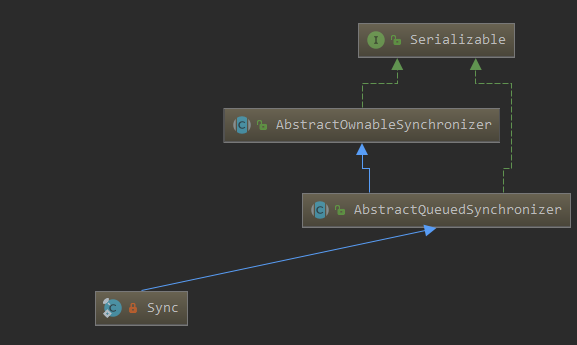 I Serializable
C AbstractOwnableSynchronizer
C AbstractQueuedSynchronizer
C Sync